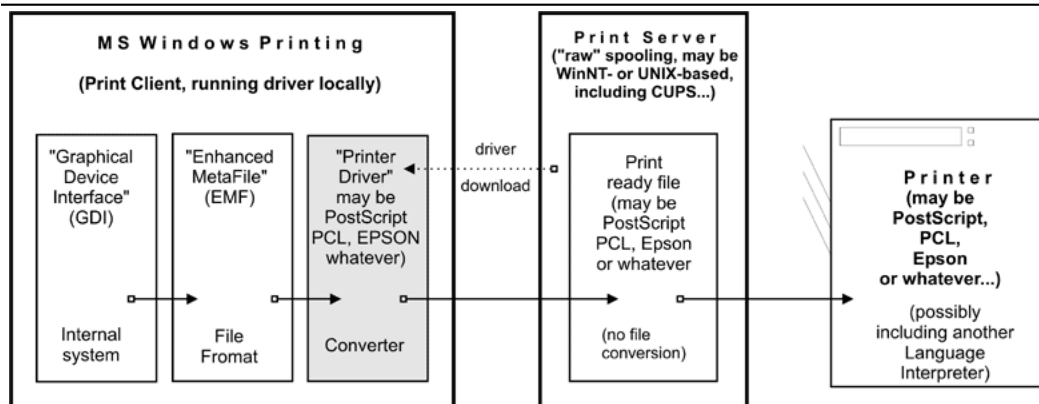 MS Windows Printing
(Print Client, running driver locally)
"Graphical
Device
Interface"
(GDI)
Internal
system
"Enhanced
MetaFile"
(EMF)
File
Fromat
"Printer
Driver"
may be
PostScript
PCL, EPSON
whatever)
Converter
driver
download
Print Server
("raw" spooling, may be
WinNT- or UNIX-based,
including CUPS...)
Print
ready file
(may be
PostScript
PCL, Epson
or whatever
(no file
conversion)
Printer
(may be
PostScript,
PCL,
Epson
or whatever...)
(possibly
including another
Language
Interpreter)